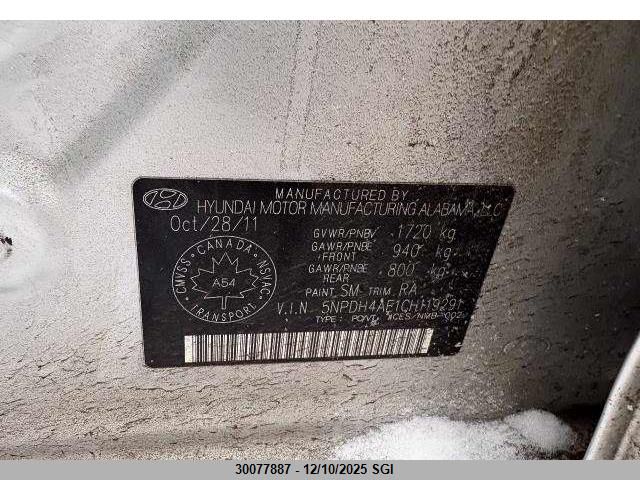 MANUFACTURED BY
HYUNDAI MOTOR MANUFACTURING ALABAMA, LLC
Oct/28/11
GVWR/PNBV 1720 kg
GAWR/PNBE FRONT 940 kg
GAWR/PNBE REAR 800 kg
PAINT SM TRIM RA
V.I.N. 5NPDH4AE1CH119291
TYPE:
CANADA
CMVSS
NSVAC
A54
TRANSPORT
30077887 - 12/10/2025 SGI